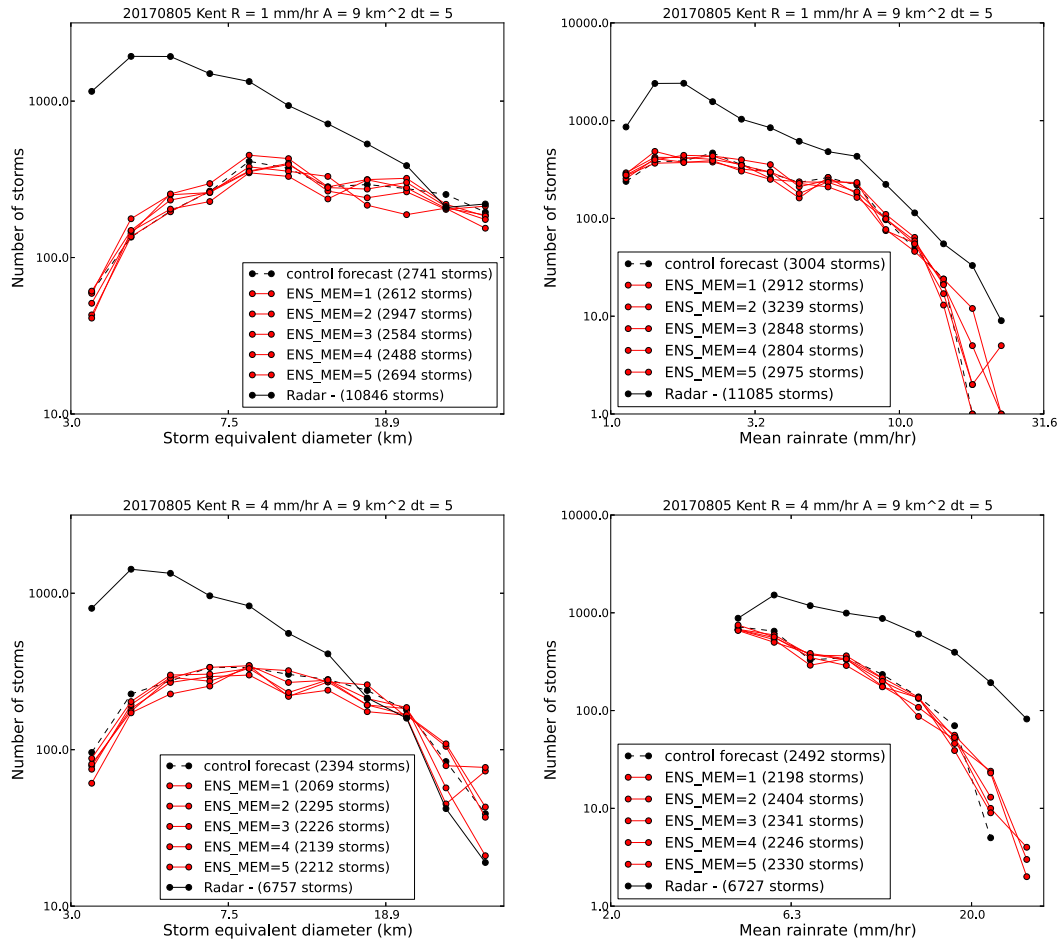 20170805 Kent R = 1 mm/hr A = 9 km^2 dt = 5
1000.0
100.0
10.0
Number of storms
control forecast (2741 storms)
ENS_MEM=1 (2612 storms)
ENS_MEM=2 (2947 storms)
ENS_MEM=3 (2584 storms)
ENS_MEM=4 (2488 storms)
ENS_MEM=5 (2694 storms)
Radar - (10846 storms)
3.0 7.5 18.9
Storm equivalent diameter (km)
20170805 Kent R = 1 mm/hr A = 9 km^2 dt = 5
10000.0
1000.0
100.0
10.0
1.0
Number of storms
control forecast (3004 storms)
ENS_MEM=1 (2912 storms)
ENS_MEM=2 (3239 storms)
ENS_MEM=3 (2848 storms)
ENS_MEM=4 (2804 storms)
ENS_MEM=5 (2975 storms)
Radar - (11085 storms)
1.0 3.2 10.0 31.6
Mean rainrate (mm/hr)
20170805 Kent R = 4 mm/hr A = 9 km^2 dt = 5
1000.0
100.0
10.0
Number of storms
control forecast (2394 storms)
ENS_MEM=1 (2069 storms)
ENS_MEM=2 (2295 storms)
ENS_MEM=3 (2226 storms)
ENS_MEM=4 (2139 storms)
ENS_MEM=5 (2212 storms)
Radar - (6757 storms)
3.0 7.5 18.9
Storm equivalent diameter (km)
20170805 Kent R = 4 mm/hr A = 9 km^2 dt = 5
10000.0
1000.0
100.0
10.0
1.0
Number of storms
control forecast (2492 storms)
ENS_MEM=1 (2198 storms)
ENS_MEM=2 (2404 storms)
ENS_MEM=3 (2341 storms)
ENS_MEM=4 (2246 storms)
ENS_MEM=5 (2330 storms)
Radar - (6727 storms)
2.0 6.3 20.0
Mean rainrate (mm/hr)